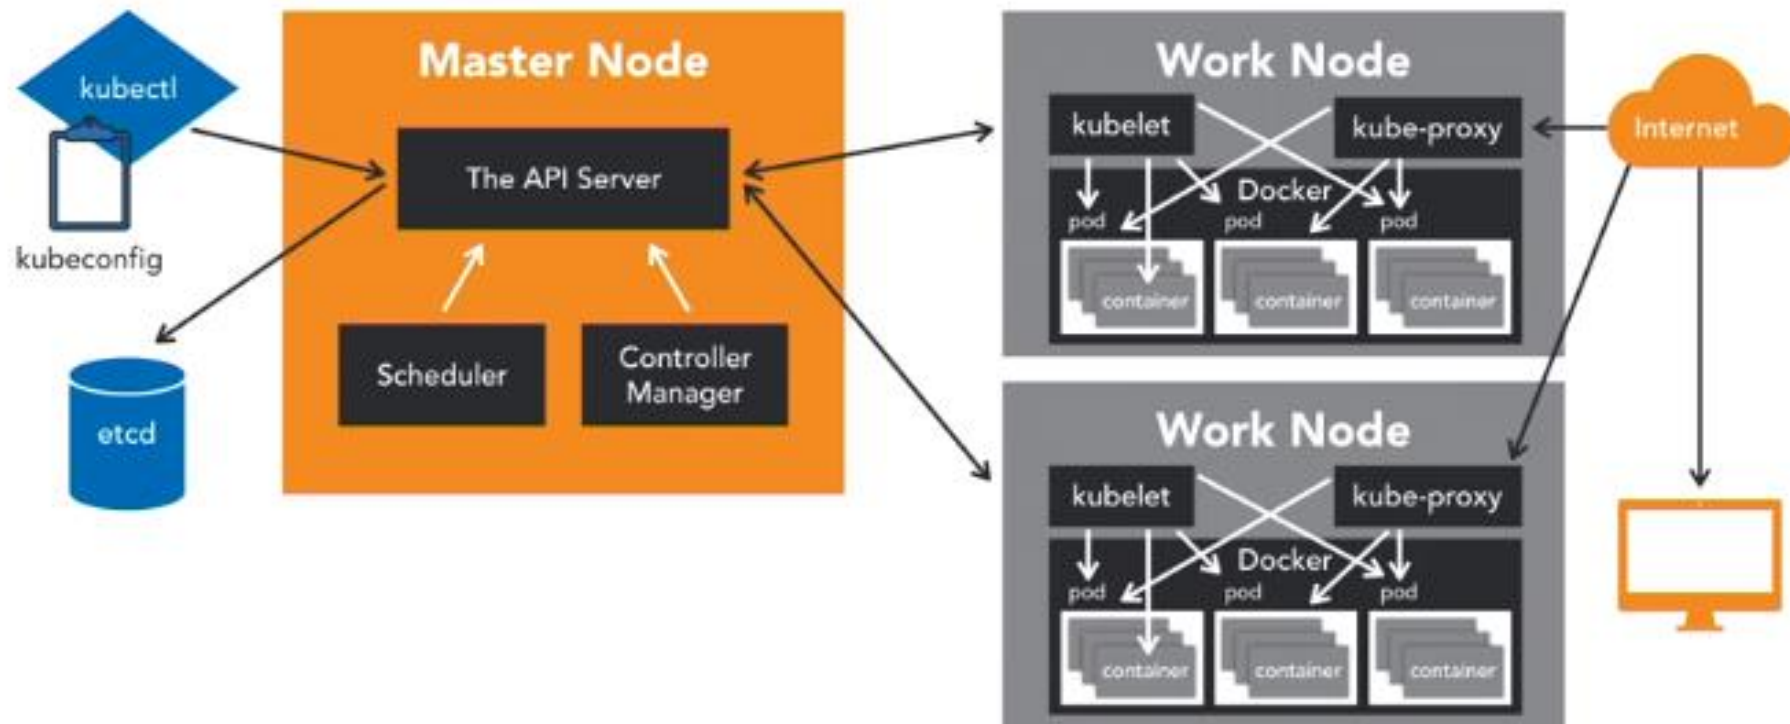 kubectl
kubeconfig
etcd
Master Node
The API Server
Scheduler
Controller
Manager
Work Node
kubelet
kube-proxy
Docker
pod
pod
pod
container
container
container
Work Node
kubelet
kube-proxy
Docker
pod
pod
pod
container
container
container
Internet